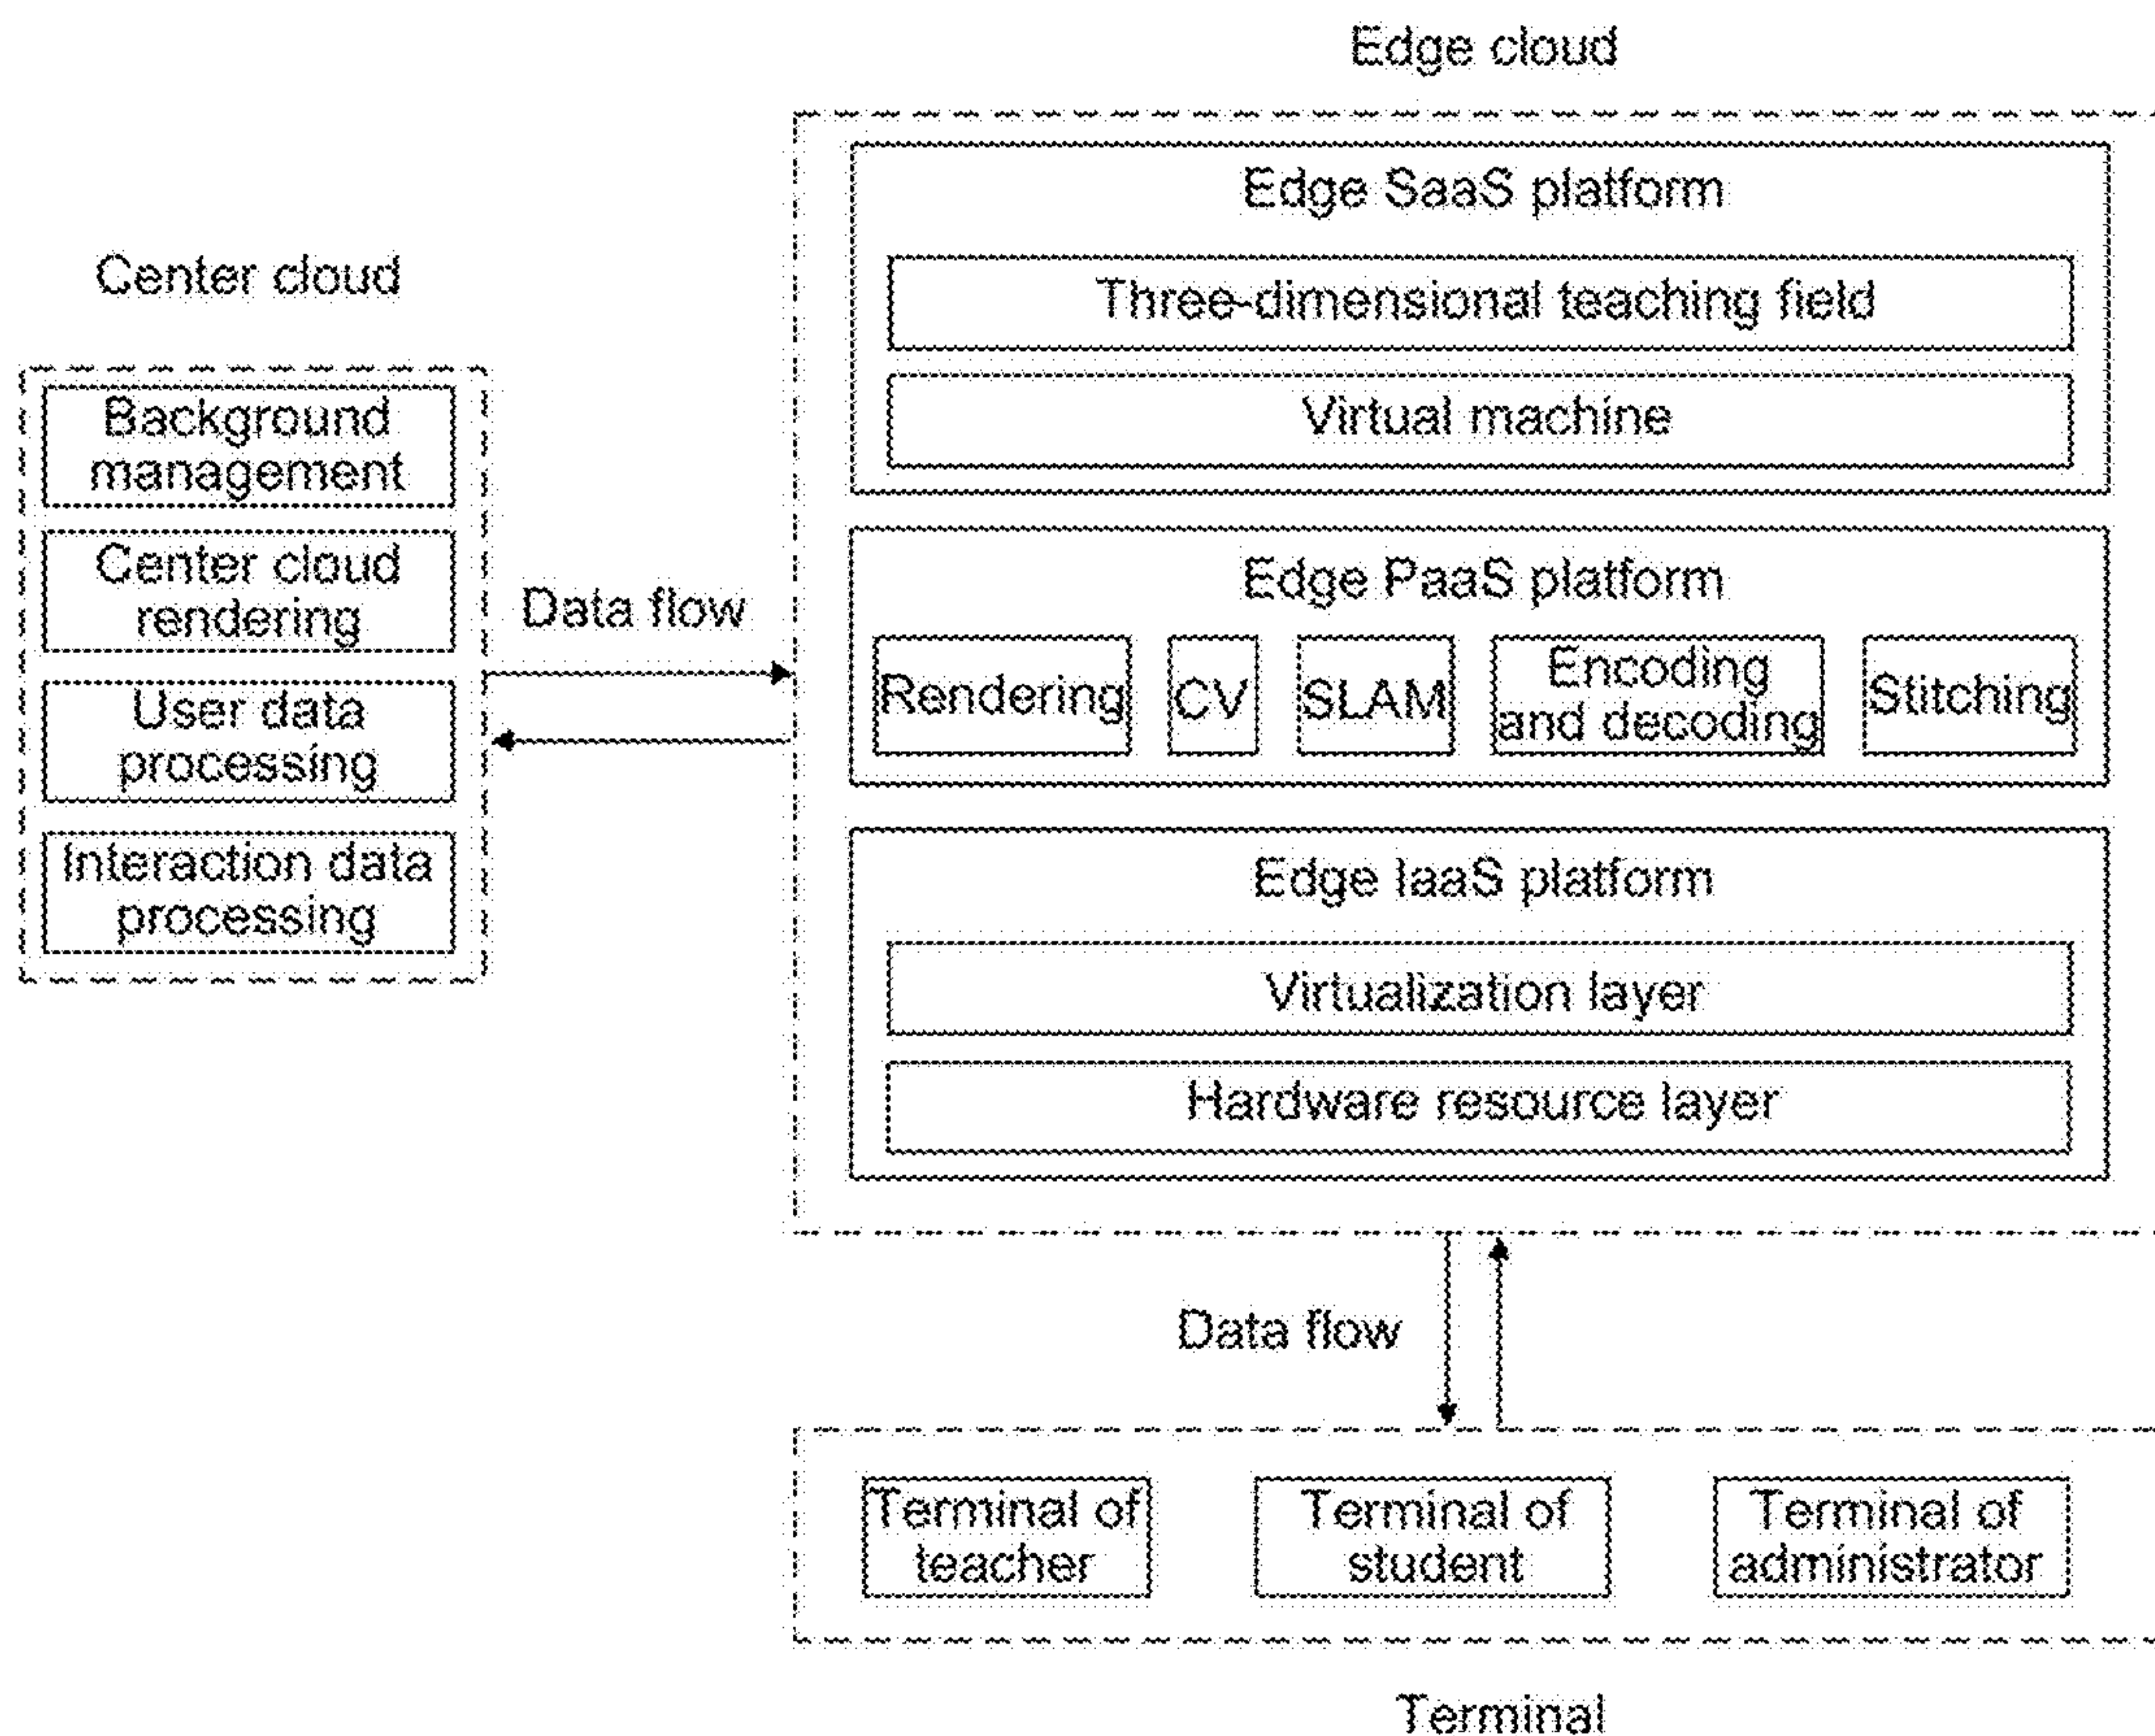 Edge cloud
Edge SaaS platform
Three-dimensional teaching field
Virtual machine
Center cloud
Background
management
Center cloud
rendering
User data
processing
Interaction data
processing
Data flow
Edge PaaS platform
Rendering
CV
SLAM
Encoding
and decoding
Stitching
Edge IaaS platform
Virtualization layer
Hardware resource layer
Data flow
Terminal of
teacher
Terminal of
student
Terminal of
administrator
Terminal